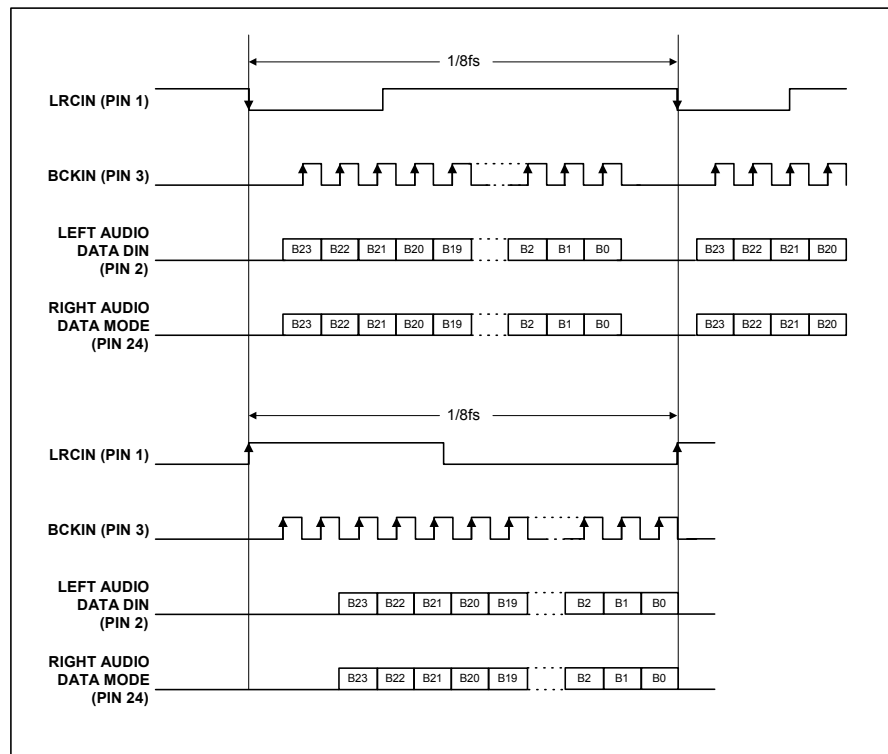 1/8fs
LRCIN (PIN 1)
BCKIN (PIN 3)
LEFT AUDIO
DATA DIN
(PIN 2)
B23 B22 B21 B20 B19 B2 B1 B0 B23 B22 B21 B20
RIGHT AUDIO
DATA MODE
(PIN 24)
B23 B22 B21 B20 B19 B2 B1 B0 B23 B22 B21 B20
1/8fs
LRCIN (PIN 1)
BCKIN (PIN 3)
LEFT AUDIO
DATA DIN
(PIN 2)
B23 B22 B21 B20 B19 B2 B1 B0
RIGHT AUDIO
DATA MODE
(PIN 24)
B23 B22 B21 B20 B19 B2 B1 B0